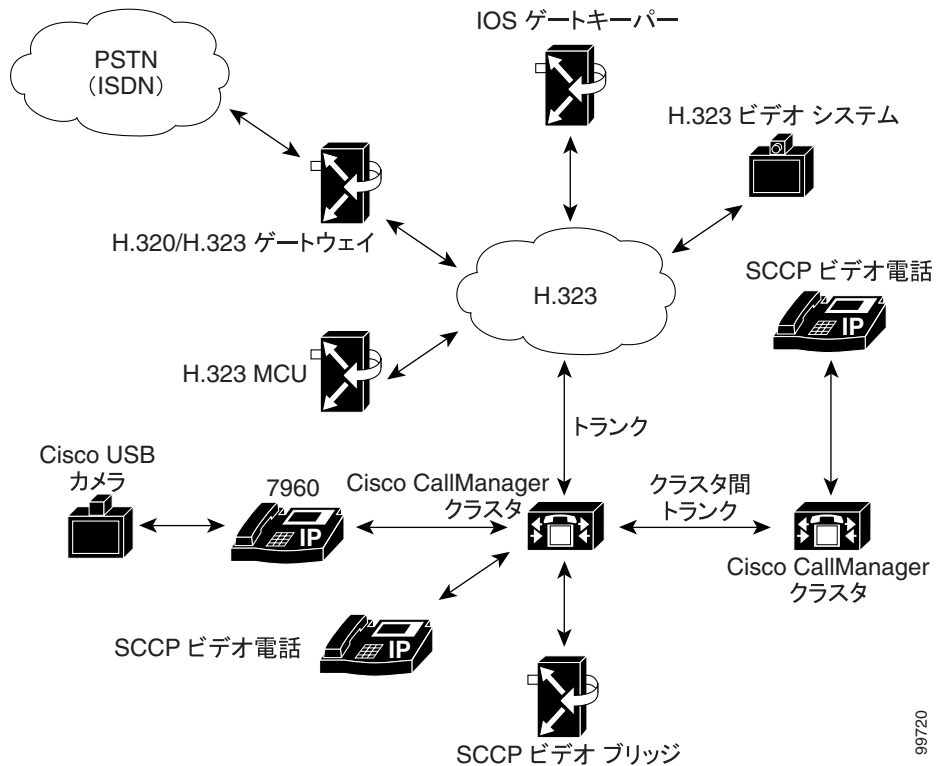 IOS ゲートキーパー
PSTN
（ISDN）
H.323 ビデオ システム
H.320/H.323 ゲートウェイ
SCCP ビデオ電話
H.323
IP
H.323 MCU
トランク
Cisco USB
カメラ
7960
Cisco CallManager
クラスタ
クラスタ間
トランク
IP
Cisco CallManager
クラスタ
SCCP ビデオ電話
IP
SCCP ビデオ ブリッジ
99720